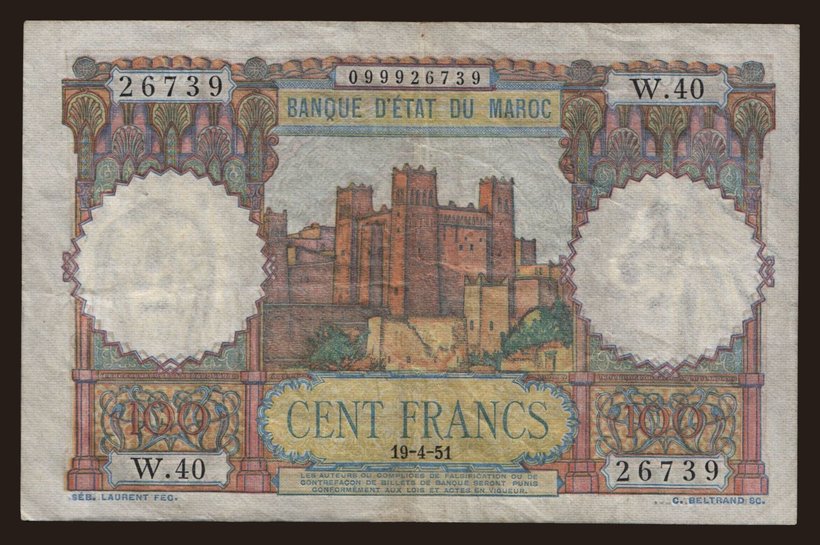 26739
099926739
W.40
BANQUE D'ÉTAT DU MAROC
100
CENT FRANCS
100
19-4-51
W.40
26739
LES AUTEURS OU COMPLICES DE FALSIFICATION OU DE
CONTREFAÇON DE BILLETS DE BANQUE SERONT PUNIS
CONFORMÉMENT AUX LOIS ET ACTES EN VIGUEUR.
SÉB. LAURENT FEC.
C. BELTRAND SC.